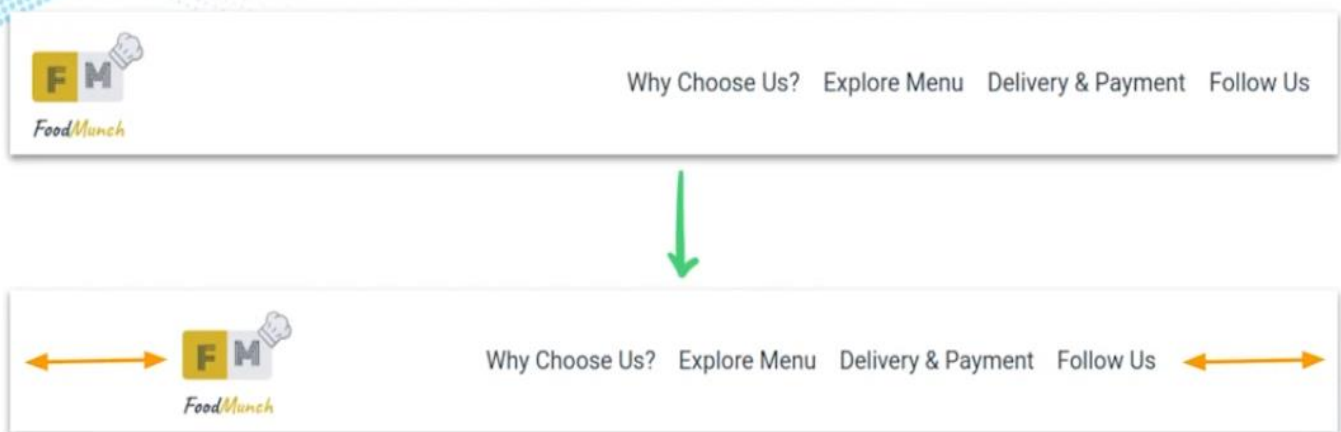 F M
FoodMunch
Why Choose Us? Explore Menu Delivery & Payment Follow Us
F M
FoodMunch
Why Choose Us? Explore Menu Delivery & Payment Follow Us